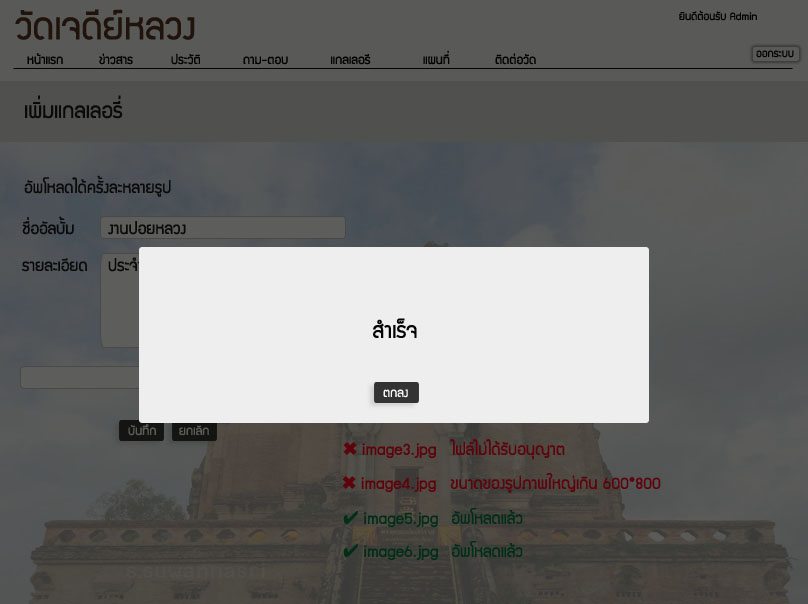 วัดเจดีย์หลวง
ยินดีต้อนรับ Admin
หน้าแรก ข่าวสาร ประวัติ ถาม-ตอบ แกลเลอรี แผนที่ ติดต่อวัด
ออกระบบ
เพิ่มแกลเลอรี่
อัพโหลดได้ครั้งละหลายรูป
ชื่ออัลบั้ม งานปอยหลวง
รายละเอียด
สำเร็จ
ตกลง
บันทึก ยกเลิก
✖ image3.jpg ไฟล์ไม่ได้รับอนุญาต
✖ image4.jpg ขนาดของรูปภาพใหญ่เกิน 600*800
✔ image5.jpg อัพโหลดแล้ว
✔ image6.jpg อัพโหลดแล้ว